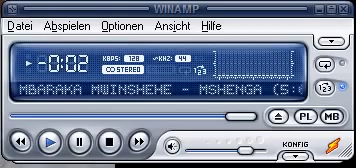 WINAMP
Datei Abspielen Optionen Ansicht Hilfe
-0:02
KBPS: 128 KHZ: 44
STEREO
123
MBARAKA MWINSHEHE - MSHENGA (5:
PL MB
KONFIG